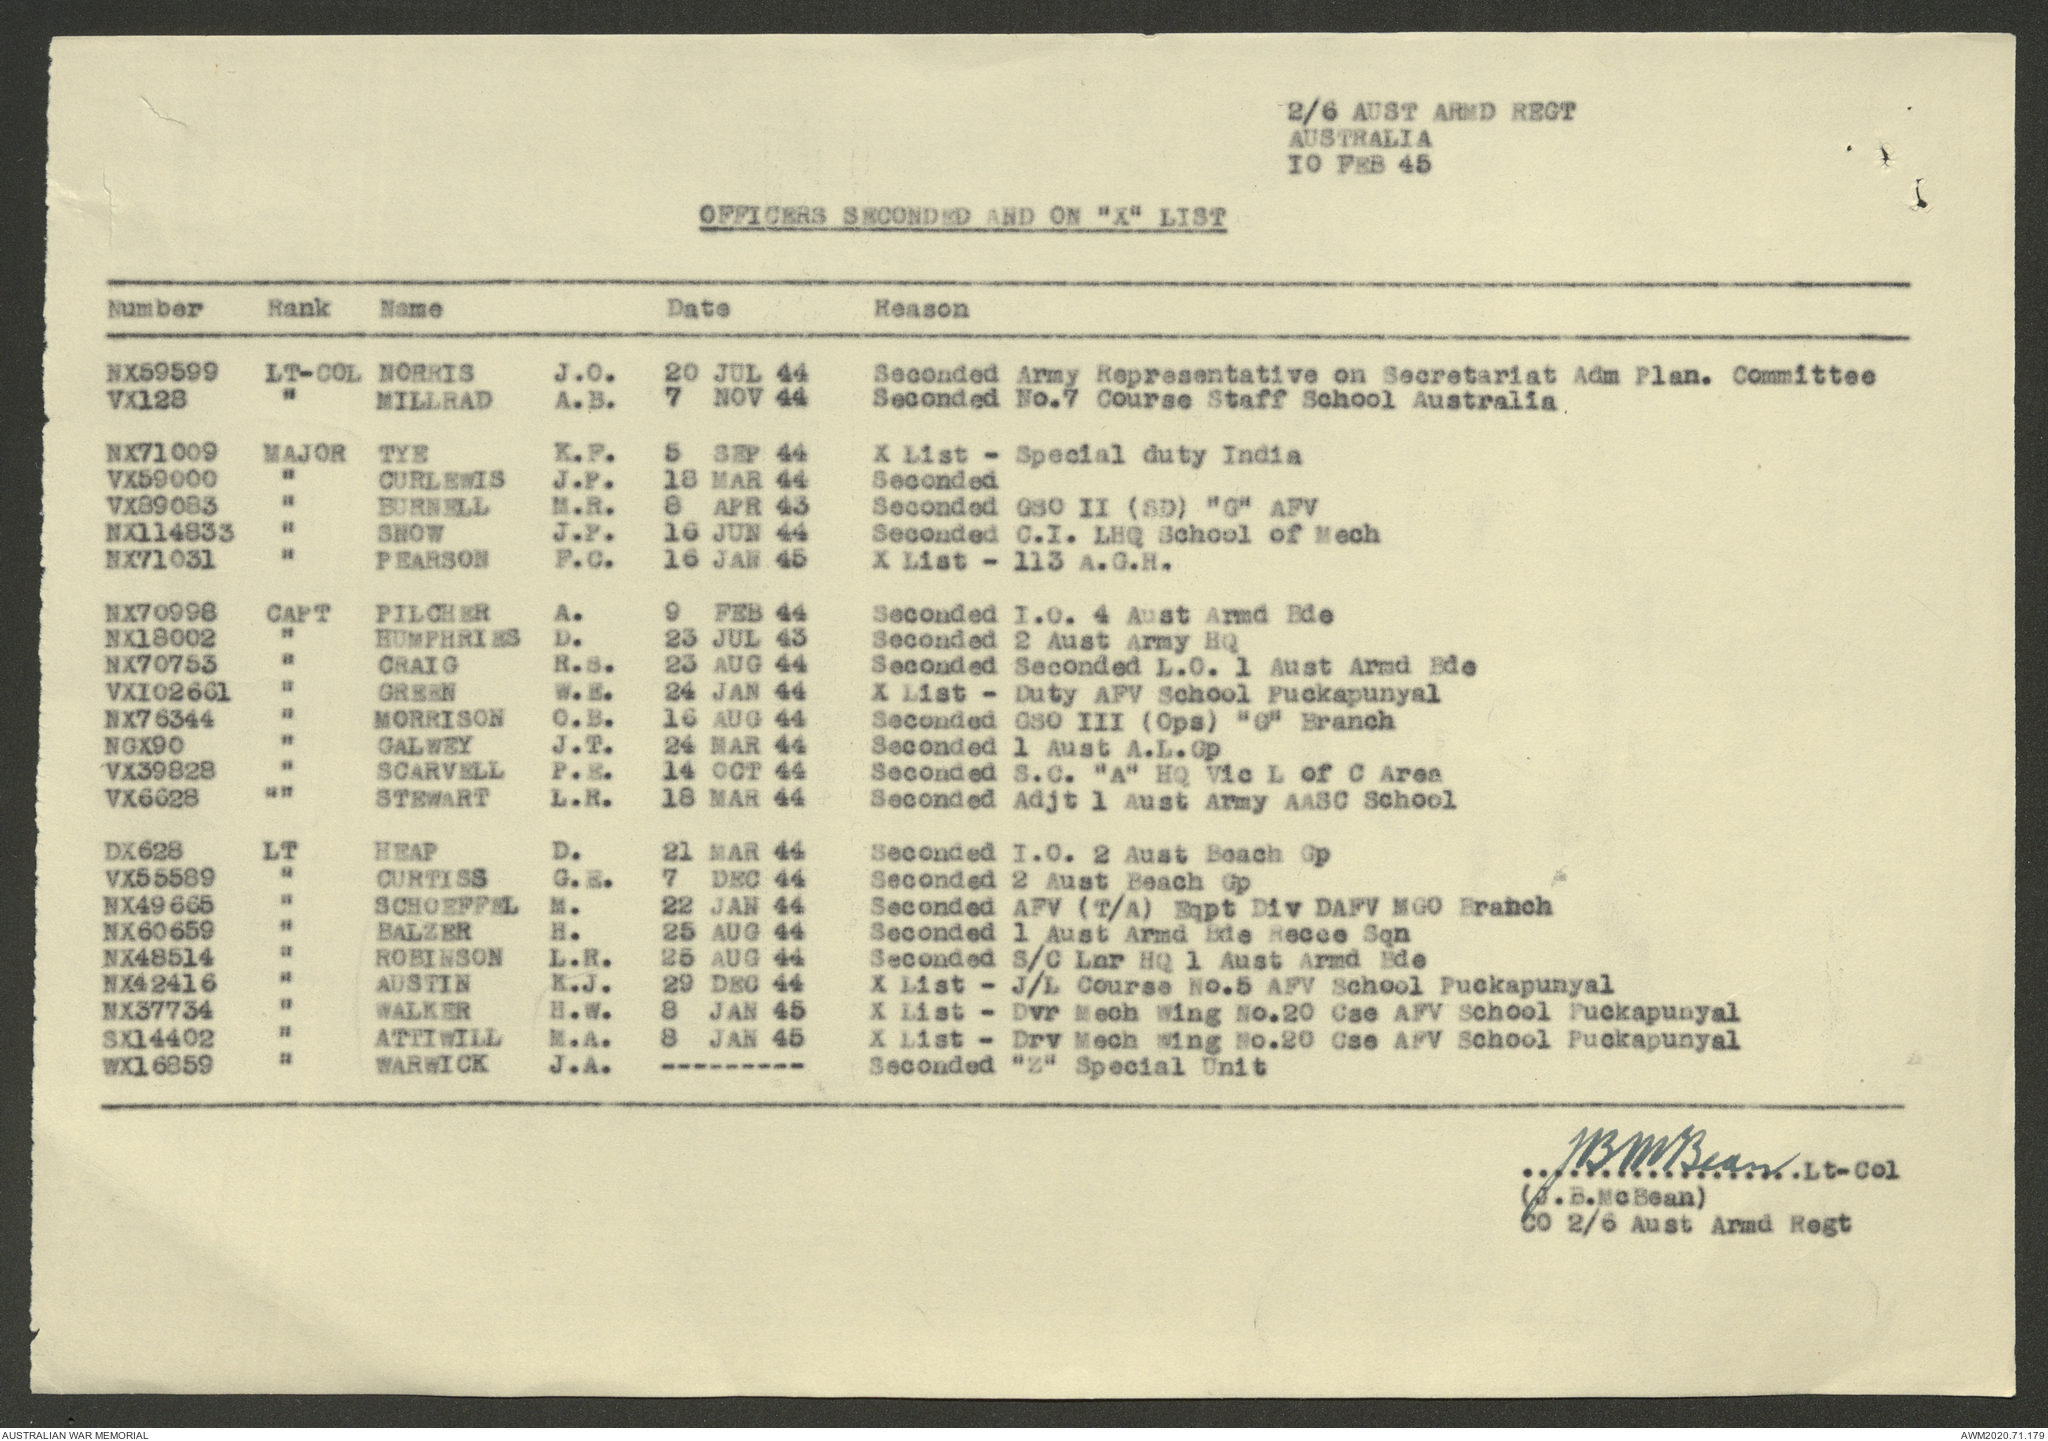 2/6 AUST ARMD REGT
AUSTRALIA
I0 FEB 45
OFFICERS SECONDED AND ON "X" LIST
Number Rank Name Date Reason
NX59599 LT-COL NORRIS J.O. 20 JUL 44 Seconded Army Representative on Secretariat Adm Plan. Committee
VX128 " MILLRAD A.B. 7 NOV 44 Seconded No.7 Course Staff School Australia
NX71009 MAJOR TYE K.F. 5 SEP 44 X List - Special duty India
VX59000 " CURLEWIS J.P. 18 MAR 44 Seconded
VX89083 " BURNELL M.R. 8 APR 43 Seconded GSO II (SD) "G" AFV
NX114833 " SNOW J.P. 16 JUN 44 Seconded C.I. LHQ School of Mech
NX71031 " PEARSON F.C. 16 JAN 45 X List - 113 A.G.H.
NX70998 CAPT PILCHER A. 9 FEB 44 Seconded I.O. 4 Aust Armd Bde
NX18002 " HUMPHRIES D. 23 JUL 43 Seconded 2 Aust Army HQ
NX70753 " CRAIG R.S. 23 AUG 44 Seconded Seconded L.O. 1 Aust Armd Bde
VXI02661 " GREEN W.E. 24 JAN 44 X List - Duty AFV School Puckapunyal
NX76344 " MORRISON O.B. 16 AUG 44 Seconded GSO III (Ops) "G" Branch
NGX90 " GALWEY J.T. 24 MAR 44 Seconded 1 Aust A.L.Gp
VX39828 " SCARVELL P.E. 14 OCT 44 Seconded S.C. "A" HQ Vic L of C Area
VX6628 "" STEWART L.R. 18 MAR 44 Seconded Adjt 1 Aust Army AASC School
DX628 LT HEAP D. 21 MAR 44 Seconded I.O. 2 Aust Beach Gp
VX55589 " CURTISS G.E. 7 DEC 44 Seconded 2 Aust Beach Gp
NX49665 " SCHOEFFEL M. 22 JAN 44 Seconded AFV (T/A) Eqpt Div DAFV MGO Branch
NX60659 " BALZER H. 25 AUG 44 Seconded 1 Aust Armd Bde Recce Sqn
NX48514 " ROBINSON L.R. 25 AUG 44 Seconded S/C Lnr HQ 1 Aust Armd Bde
NX42416 " AUSTIN K.J. 29 DEC 44 X List - J/L Course No.5 AFV School Puckapunyal
NX37734 " WALKER H.W. 8 JAN 45 X List - Dvr Mech Wing No.20 Cse AFV School Puckapunyal
SX14402 " ATTIWILL M.A. 8 JAN 45 X List - Drv Mech Wing No.20 Cse AFV School Puckapunyal
WX16859 " WARWICK J.A. --------- Seconded "Z" Special Unit
JB McBean Lt-Col
(J.B.McBean)
CO 2/6 Aust Armd Regt
AUSTRALIAN WAR MEMORIAL
AWM2020.71.179